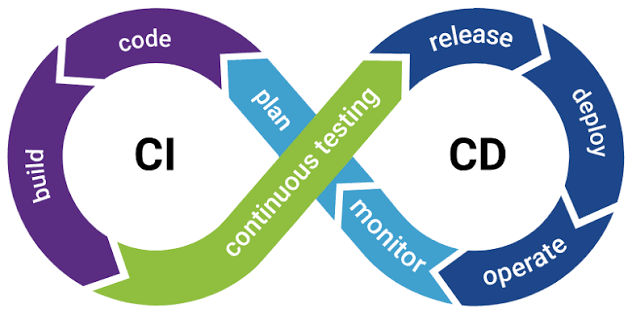 code
build
CI
plan
continuous testing
release
deploy
CD
operate
monitor